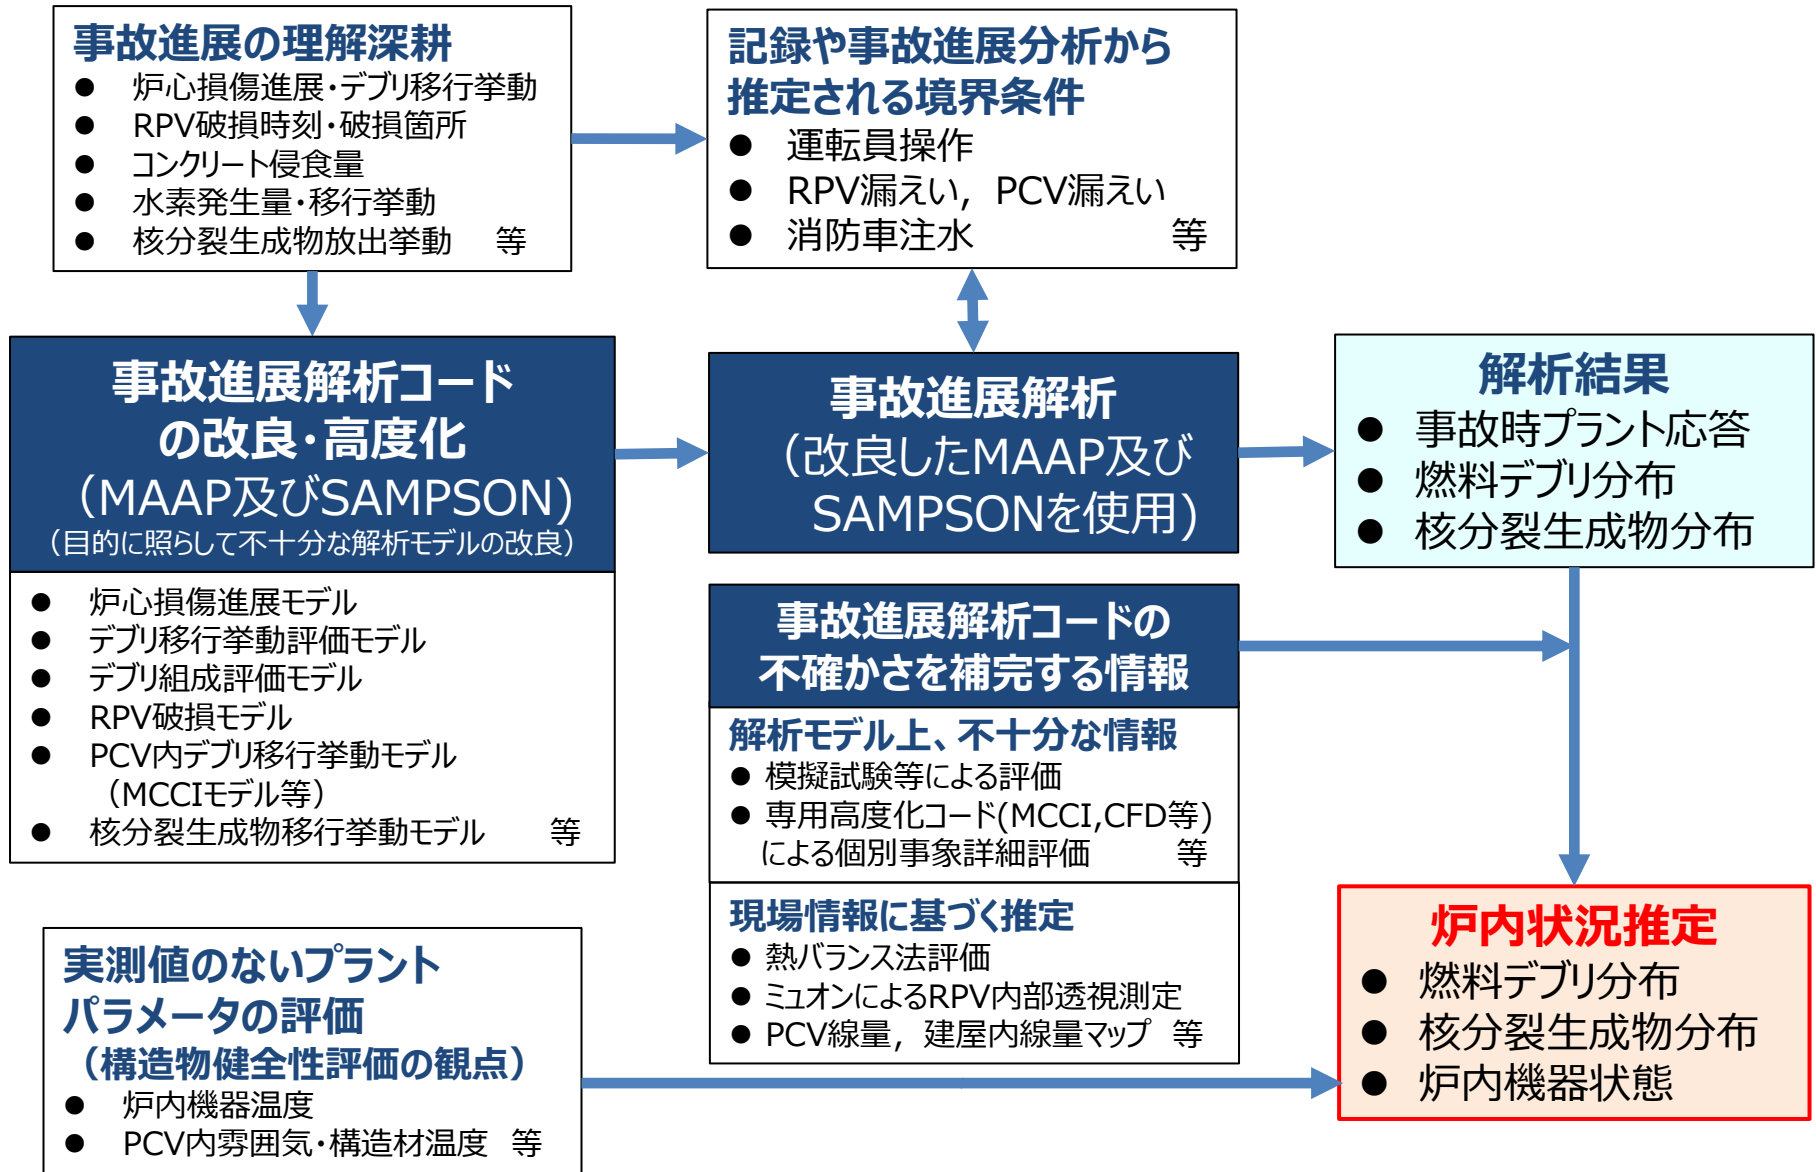 事故進展の理解深耕
● 炉心損傷進展・デブリ移行挙動
● RPV破損時刻・破損箇所
● コンクリート侵食量
● 水素発生量・移行挙動
● 核分裂生成物放出挙動 等
記録や事故進展分析から
推定される境界条件
● 運転員操作
● RPV漏えい, PCV漏えい
● 消防車注水 等
事故進展解析コード
の改良・高度化
（MAAP及びSAMPSON)
（目的に照らして不十分な解析モデルの改良）
● 炉心損傷進展モデル
● デブリ移行挙動評価モデル
● デブリ組成評価モデル
● RPV破損モデル
● PCV内デブリ移行挙動モデル
（MCCIモデル等）
● 核分裂生成物移行挙動モデル 等
事故進展解析
（改良したMAAP及び
SAMPSONを使用)
解析結果
● 事故時プラント応答
● 燃料デブリ分布
● 核分裂生成物分布
事故進展解析コードの
不確かさを補完する情報
解析モデル上、不十分な情報
● 模擬試験等による評価
● 専用高度化コード(MCCI,CFD等)
による個別事象詳細評価 等
現場情報に基づく推定
● 熱バランス法評価
● ミュオンによるRPV内部透視測定
● PCV線量, 建屋内線量マップ 等
実測値のないプラント
パラメータの評価
（構造物健全性評価の観点）
● 炉内機器温度
● PCV内雰囲気・構造材温度 等
炉内状況推定
● 燃料デブリ分布
● 核分裂生成物分布
● 炉内機器状態